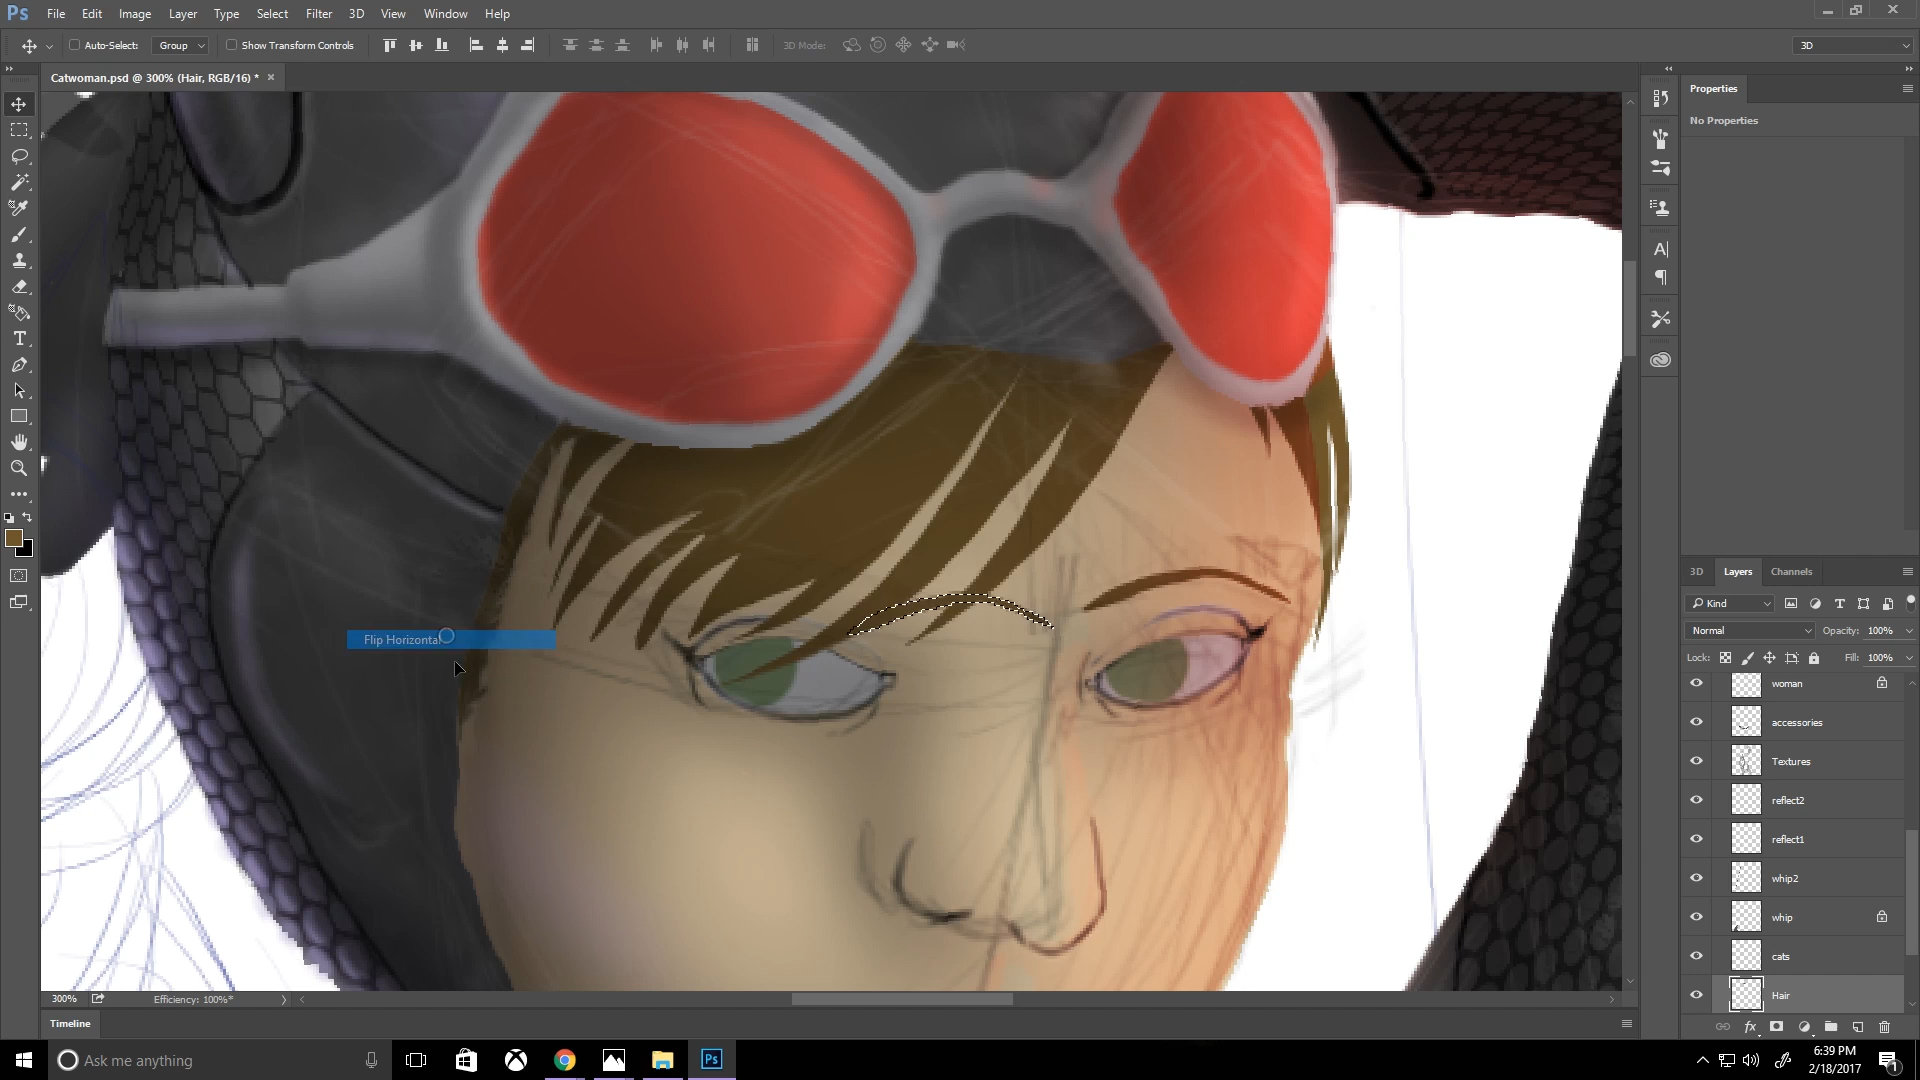 Ps File Edit Image Layer Type Select Filter 3D View Window Help
Auto-Select: Group Show Transform Controls 3D Mode: 3D
Catwoman.psd @ 300% (Hair, RGB/16) * ×
Properties
No Properties
Flip Horizontal
3D Layers Channels
Kind
Normal Opacity: 100%
Lock: Fill: 100%
woman
accessories
Textures
reflect2
reflect1
whip2
whip
cats
Hair
fx
300% Efficiency: 100%*
Timeline
Ask me anything
Ps
6:39 PM
2/18/2017
1